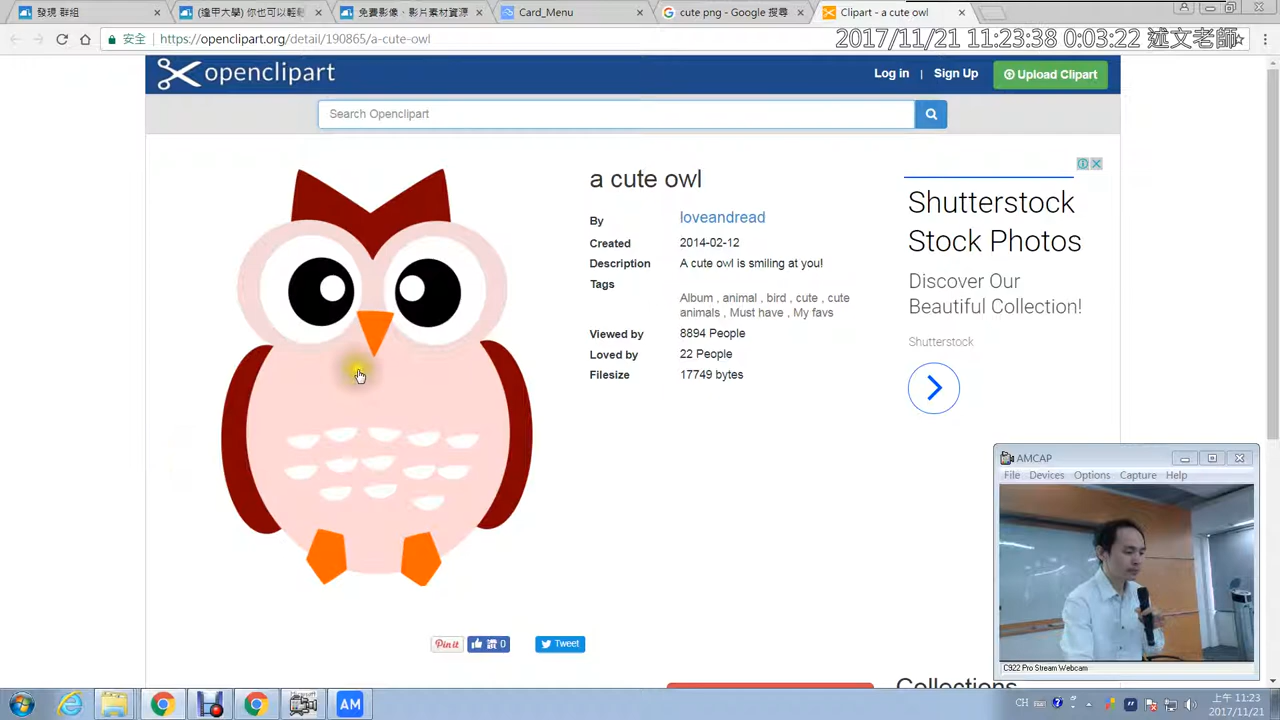 發現 群組
(逢甲大學) 你也可以輕鬆
免費影像、影片素材資源
Card_Menu
cute png - Google 搜尋
Clipart - a cute owl
安全
https://openclipart.org/detail/190865/a-cute-owl
2017/11/21 11:23:38 0:03:22 述文老師
openclipart
Log in | Sign Up
Upload Clipart
Search Openclipart
a cute owl
By loveandread
Created 2014-02-12
Description A cute owl is smiling at you!
Tags Album , animal , bird , cute , cute
animals , Must have , My favs
Viewed by 8894 People
Loved by 22 People
Filesize 17749 bytes
Shutterstock
Stock Photos
Discover Our
Beautiful Collection!
Shutterstock
AMCAP
File Devices Options Capture Help
C922 Pro Stream Webcam
Pin it
讚 0
Tweet
Collections
AM
CH
上午 11:23
2017/11/21